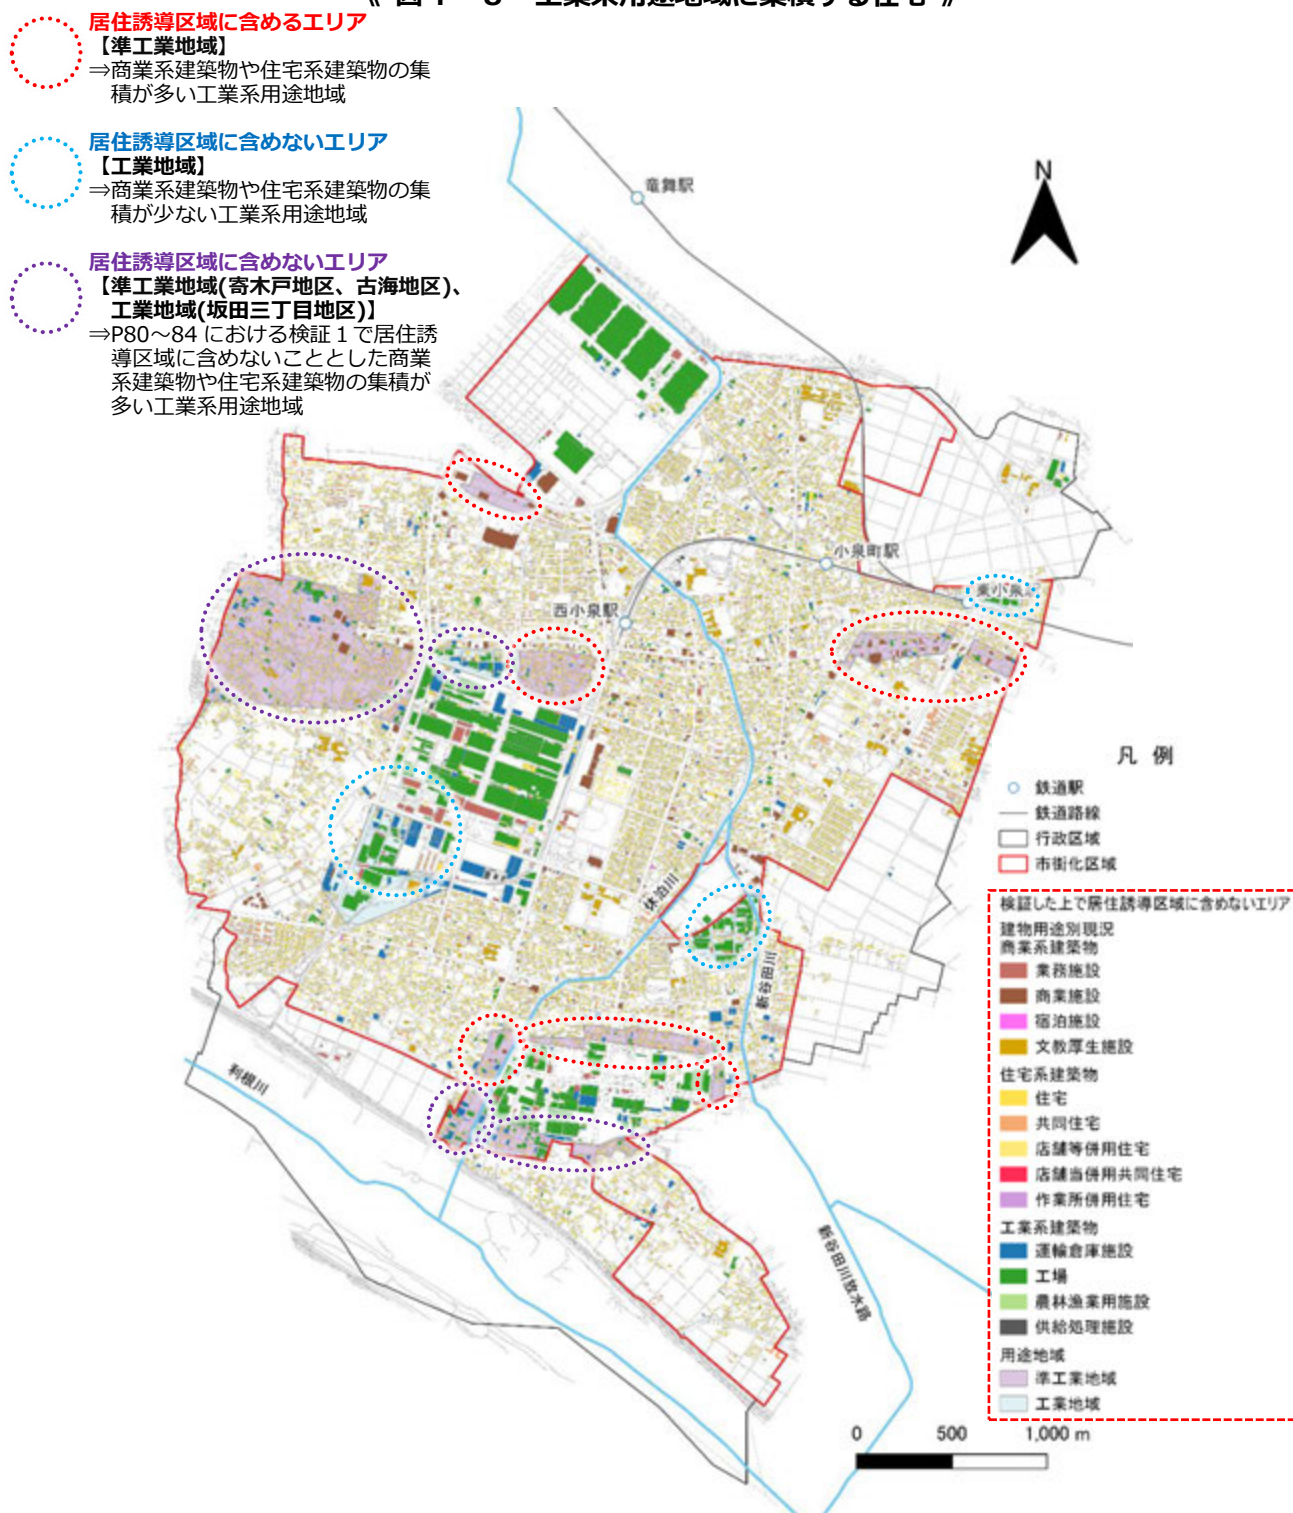 居住誘導区域に含めるエリア
【準工業地域】
⇒商業系建築物や住宅系建築物の集
積が多い工業系用途地域
居住誘導区域に含めないエリア
【工業地域】
⇒商業系建築物や住宅系建築物の集
積が少ない工業系用途地域
居住誘導区域に含めないエリア
【準工業地域(寄木戸地区、古海地区)、
工業地域(坂田三丁目地区)】
⇒P80～84 における検証１で居住誘
導区域に含めないこととした商業
系建築物や住宅系建築物の集積が
多い工業系用途地域
N
竜舞駅
小泉町駅
東小泉
西小泉駅
休泊川
新谷田川
利根川
新谷田川放水路
凡 例
鉄道駅
鉄道路線
行政区域
市街化区域
検証した上で居住誘導区域に含めないエリア
建物用途別現況
商業系建築物
業務施設
商業施設
宿泊施設
文教厚生施設
住宅系建築物
住宅
共同住宅
店舗等併用住宅
店舗当併用共同住宅
作業所併用住宅
工業系建築物
運輸倉庫施設
工場
農林漁業用施設
供給処理施設
用途地域
準工業地域
工業地域
0 500 1,000 m